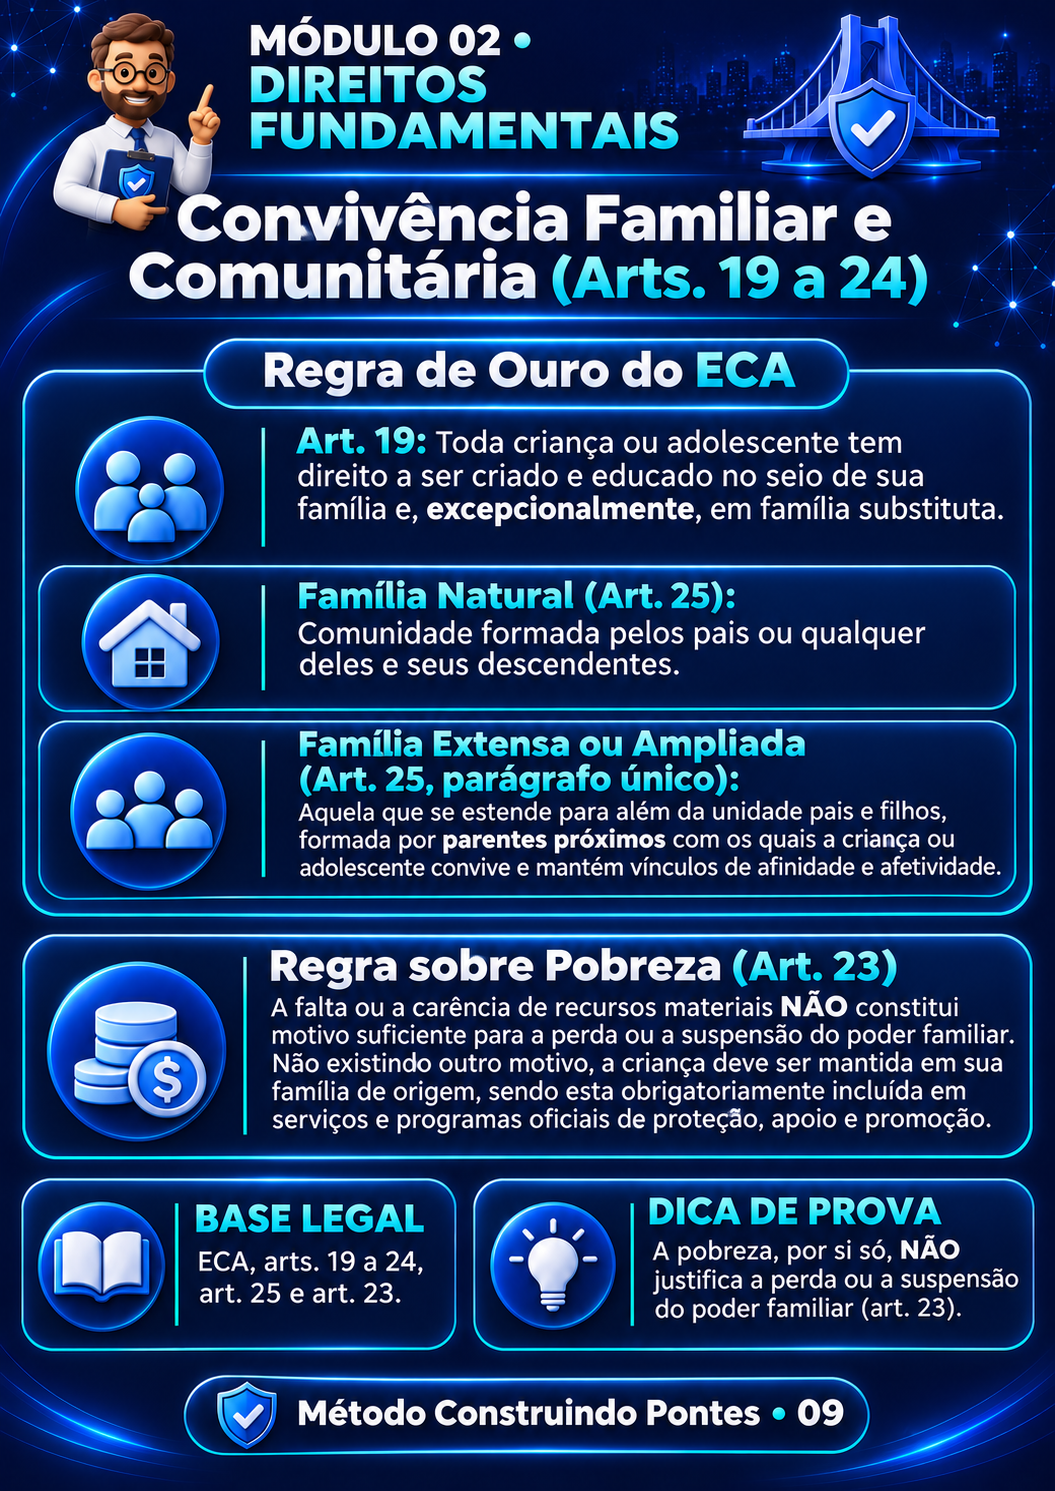 MÓDULO 02 •
DIREITOS
FUNDAMENTAIS
Convivência Familiar e
Comunitária (Arts. 19 a 24)
Regra de Ouro do ECA
Art. 19: Toda criança ou adolescente tem
direito a ser criado e educado no seio de sua
família e, excepcionalmente, em família substituta.
Família Natural (Art. 25):
Comunidade formada pelos pais ou qualquer
deles e seus descendentes.
Família Extensa ou Ampliada
(Art. 25, parágrafo único):
Aquela que se estende para além da unidade pais e filhos,
formada por parentes próximos com os quais a criança ou
adolescente convive e mantém vínculos de afinidade e afetividade.
Regra sobre Pobreza (Art. 23)
A falta ou a carência de recursos materiais NÃO constitui
motivo suficiente para a perda ou a suspensão do poder familiar.
Não existindo outro motivo, a criança deve ser mantida em sua
família de origem, sendo esta obrigatoriamente incluída em
serviços e programas oficiais de proteção, apoio e promoção.
$
BASE LEGAL
ECA, arts. 19 a 24,
art. 25 e art. 23.
DICA DE PROVA
A pobreza, por si só, NÃO
justifica a perda ou a suspensão
do poder familiar (art. 23).
Método Construindo Pontes • 09